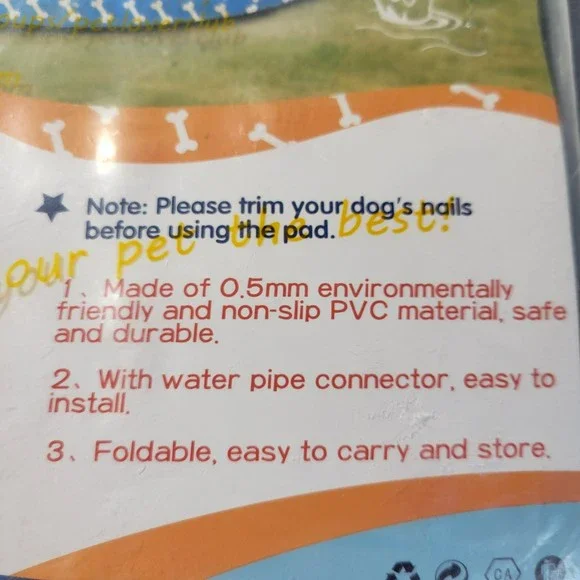 Note: Please trim your dog's nails
before using the pad.
your pet the best!
1、Made of 0.5mm environmentally
friendly and non-slip PVC material, safe
and durable.
2、With water pipe connector, easy to
install.
3、Foldable, easy to carry and store.
CA